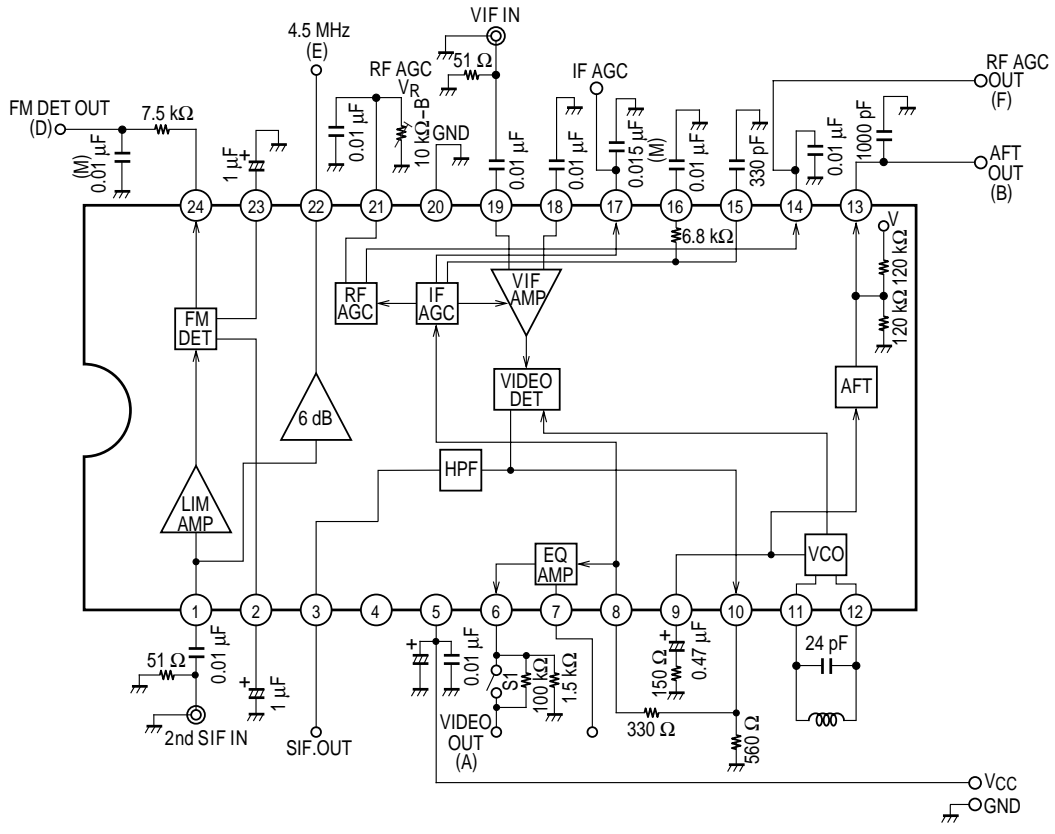 VIF IN
4.5 MHz
(E)
51 Ω
IF AGC
RF AGC
OUT
(F)
RF AGC
VR
FM DET OUT
(D)
7.5 kΩ
(M)
0.01 µF
1 µF
+
0.01 µF
10 kΩ–B
GND
0.01 µF
0.01 µF
0.015 µF
(M)
0.01 µF
330 pF
0.01 µF
1000 pF
AFT OUT
(B)
24
23
22
21
20
19
18
17
16
15
14
13
6.8 kΩ
V
120 kΩ
120 kΩ
RF
AGC
IF
AGC
VIF
AMP
FM
DET
VIDEO
DET
AFT
6 dB
HPF
LIM
AMP
EQ
AMP
VCO
1
2
3
4
5
6
7
8
9
10
11
12
51 Ω
0.01 µF
+
1 µF
+
0.01 µF
S1
100 kΩ
1.5 kΩ
+
150 Ω
0.47 µF
24 pF
2nd SIF IN
SIF.OUT
VIDEO
OUT
(A)
330 Ω
560 Ω
VCC
GND